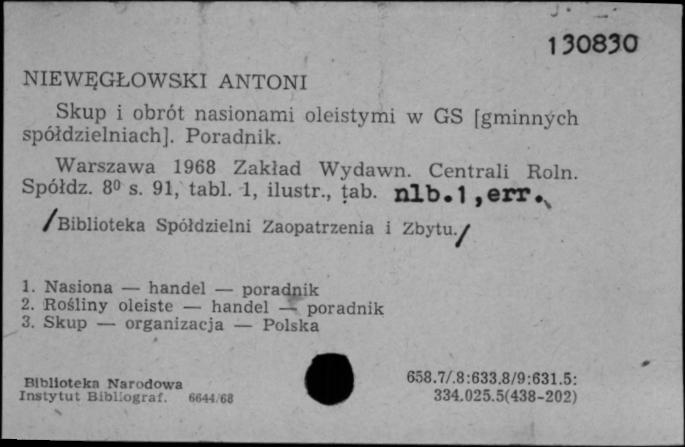 130830
NIEWĘGŁOWSKI ANTONI
Skup i obrót nasionami oleistymi w GS [gminnych
spółdzielniach]. Poradnik.
Warszawa 1968 Zakład Wydawn. Centrali Roln.
Spółdz. 8⁰ s. 91, tabl. 1, ilustr., tab. nlb.1,err.
/Biblioteka Spółdzielni Zaopatrzenia i Zbytu./
1. Nasiona — handel — poradnik
2. Rośliny oleiste — handel — poradnik
3. Skup — organizacja — Polska
Biblioteka Narodowa
Instytut Bibliograf. 6644/68
658.7/.8:633.8/9:631.5:
334.025.5(438-202)